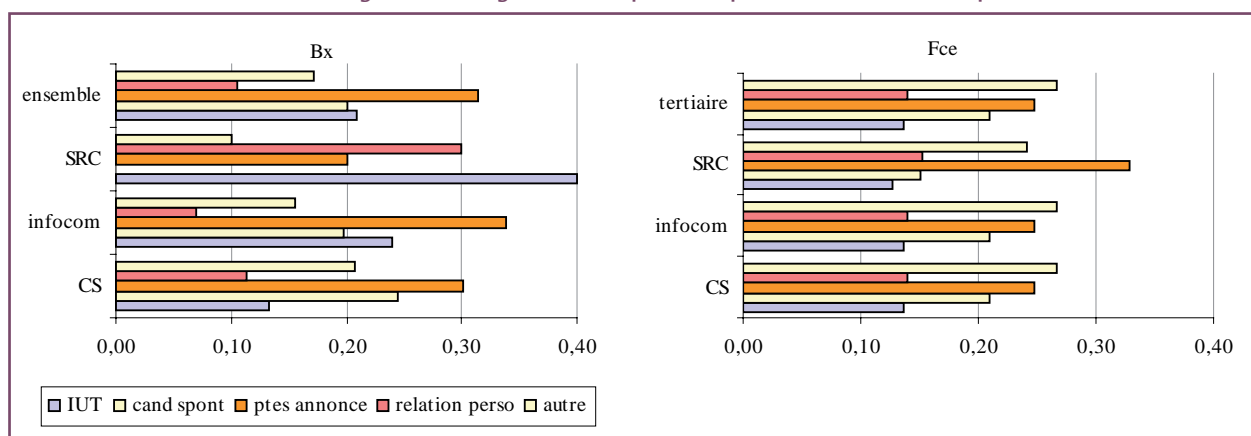 Bx
ensemble
SRC
infocom
CS
0,00 0,10 0,20 0,30 0,40
Fce
tertiaire
SRC
infocom
CS
0,00 0,10 0,20 0,30 0,40
IUT cand spont ptes annonce relation perso autre